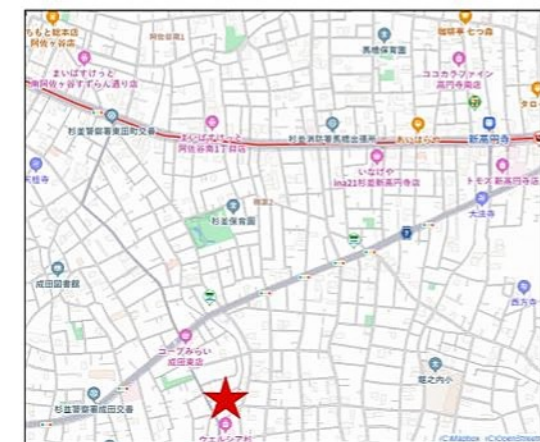 阿佐ヶ谷店
まいばすけっと
南阿佐ヶ谷すずらん通り店
馬橋保育園
珈琲亭 七つ森
ココカラファイン
高円寺南店
杉並警察署東田町交番
まいばすけっと
阿佐谷南1丁目店
杉並消防署馬橋出張所
新高円寺
いなげや
ina21杉並新高円寺店
トモズ 新高円寺店
大法寺
杉並保育園
成田図書館
西方寺
コープみらい
成田東店
堀之内小
杉並警察署成田交番
ウエルシア杉
(C)Mapbox (C)OpenStreet